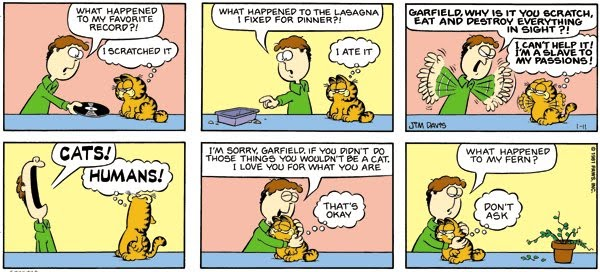 WHAT HAPPENED
TO MY FAVORITE
RECORD?!
I SCRATCHED IT
WHAT HAPPENED TO THE LASAGNA
I FIXED FOR DINNER?!
I ATE IT
GARFIELD, WHY IS IT YOU SCRATCH,
EAT AND DESTROY EVERYTHING
IN SIGHT?!
I CAN'T HELP IT!
I'M A SLAVE TO
MY PASSIONS!
JIM DAVIS
1-11
CATS!
HUMANS!
I'M SORRY, GARFIELD. IF YOU DIDN'T DO
THOSE THINGS YOU WOULDN'T BE A CAT.
I LOVE YOU FOR WHAT YOU ARE
THAT'S
OKAY
WHAT HAPPENED
TO MY FERN?
DON'T
ASK
© 1981 PAWS, INC.